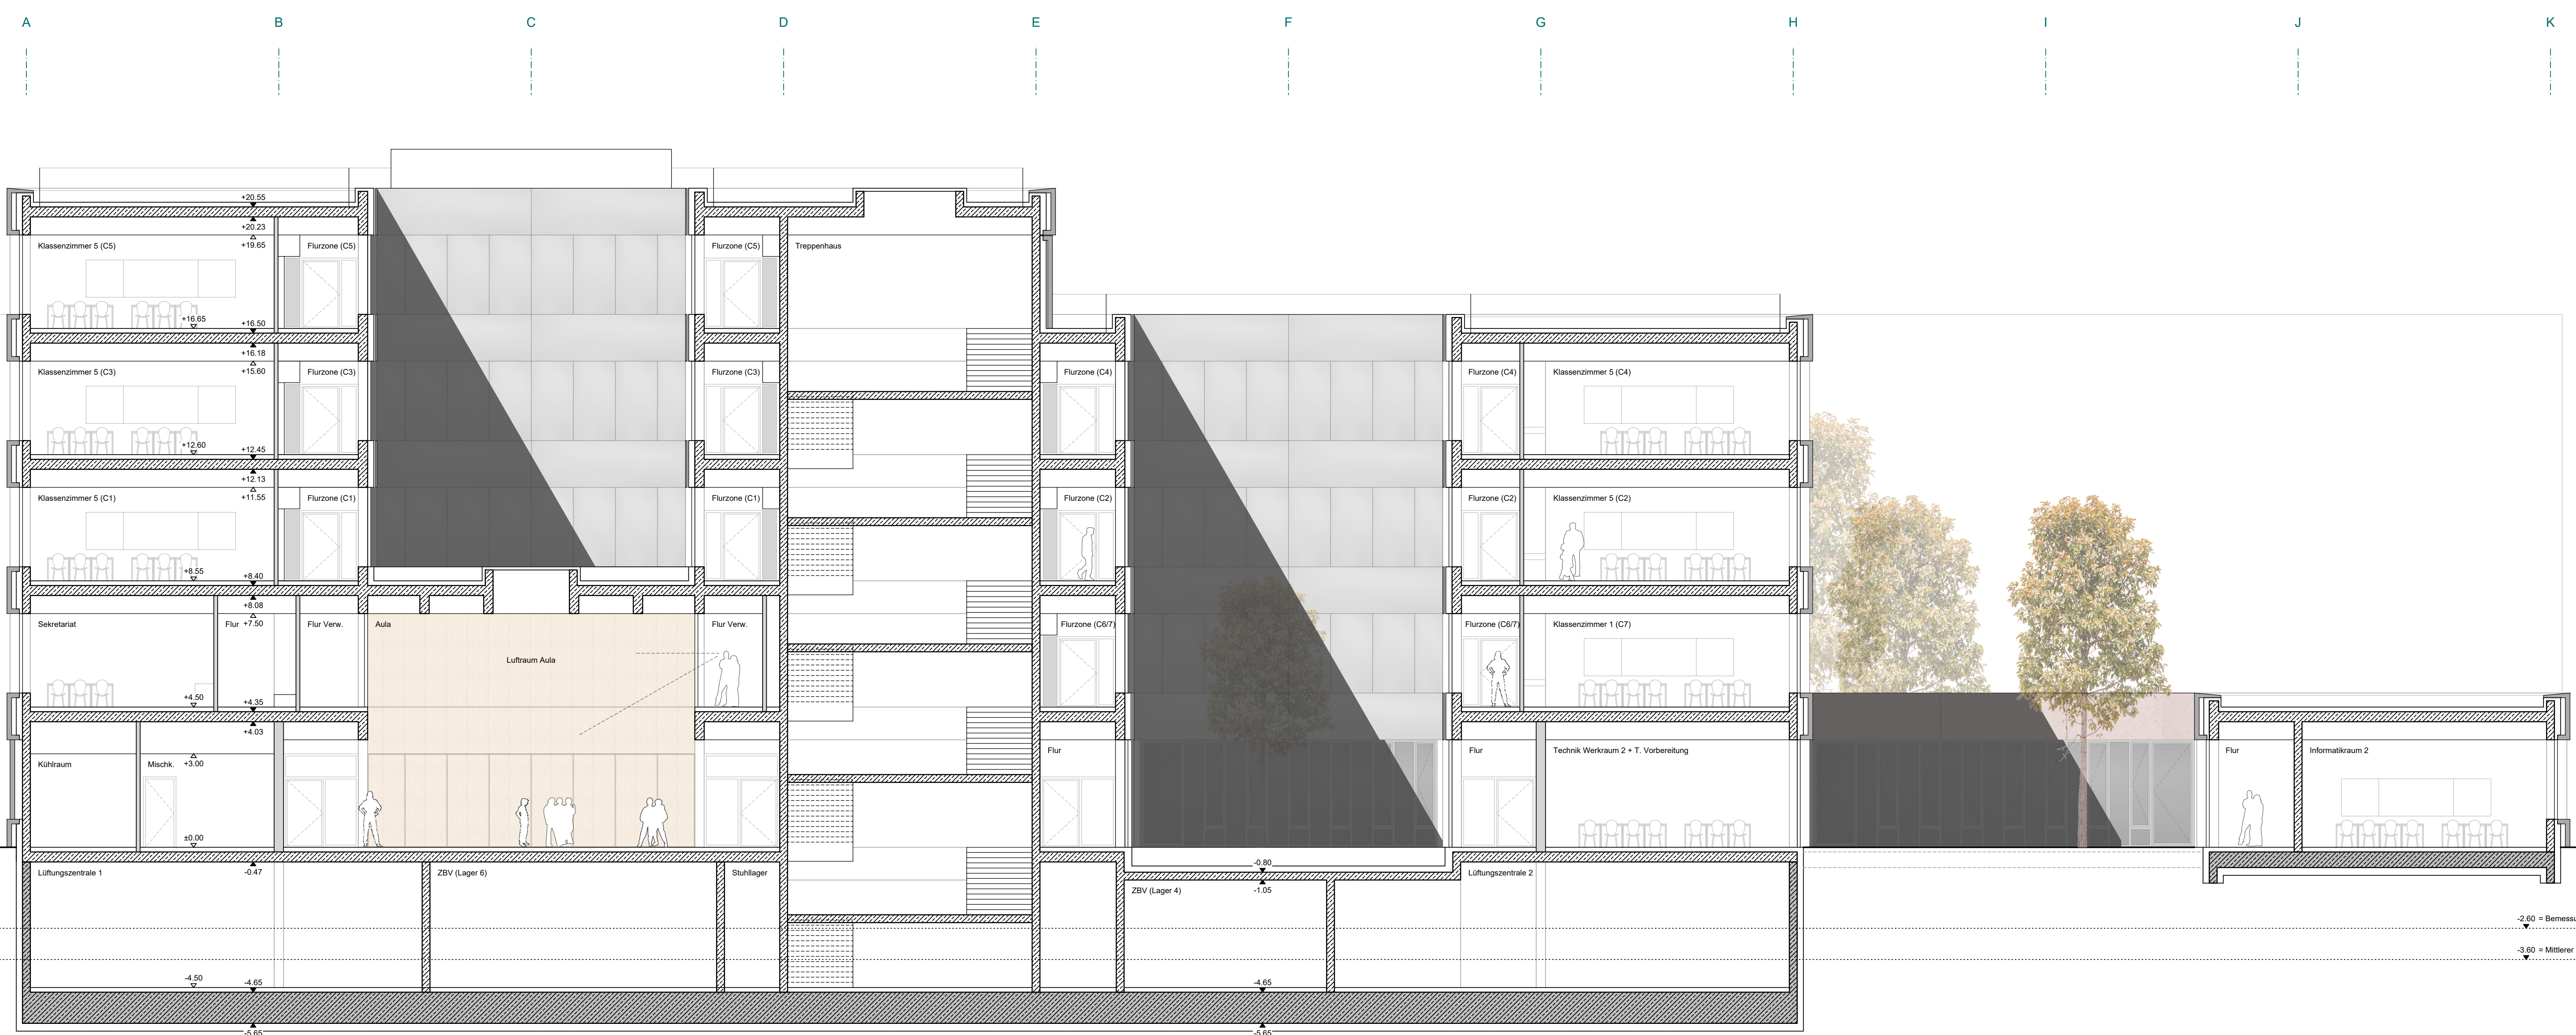 A B C D E F G H I J K
+20.55
+20.23
Klassenzimmer 5 (C5) +19.65 Flurzone (C5) Flurzone (C5) Treppenhaus
+16.65 +16.50
+16.18
Klassenzimmer 5 (C3) +15.60 Flurzone (C3) Flurzone (C3) Flurzone (C4) Flurzone (C4) Klassenzimmer 5 (C4)
+12.60 +12.45
+12.13
Klassenzimmer 5 (C1) +11.55 Flurzone (C1) Flurzone (C1) Flurzone (C2) Flurzone (C2) Klassenzimmer 5 (C2)
+8.55 +8.40
+8.08
Sekretariat Flur +7.50 Flur Verw. Aula Flur Verw. Flurzone (C6/7) Flurzone (C6/7) Klassenzimmer 1 (C7)
Luftraum Aula
+4.50 +4.35
+4.03
Flur Flur Technik Werkraum 2 + T. Vorbereitung Flur Informatikraum 2
Kühlraum Mischk. +3.00
±0.00
-0.80
Lüftungszentrale 1 -0.47 ZBV (Lager 6) Stuhllager Lüftungszentrale 2
ZBV (Lager 4) -1.05
-2.60 = Bemessu
-3.60 = Mittlerer
-4.50 -4.65 -4.65
-5.65 -5.65